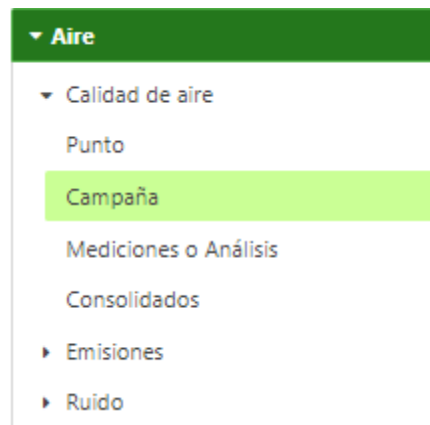 Aire
Calidad de aire
Punto
Campaña
Mediciones o Análisis
Consolidados
Emisiones
Ruido